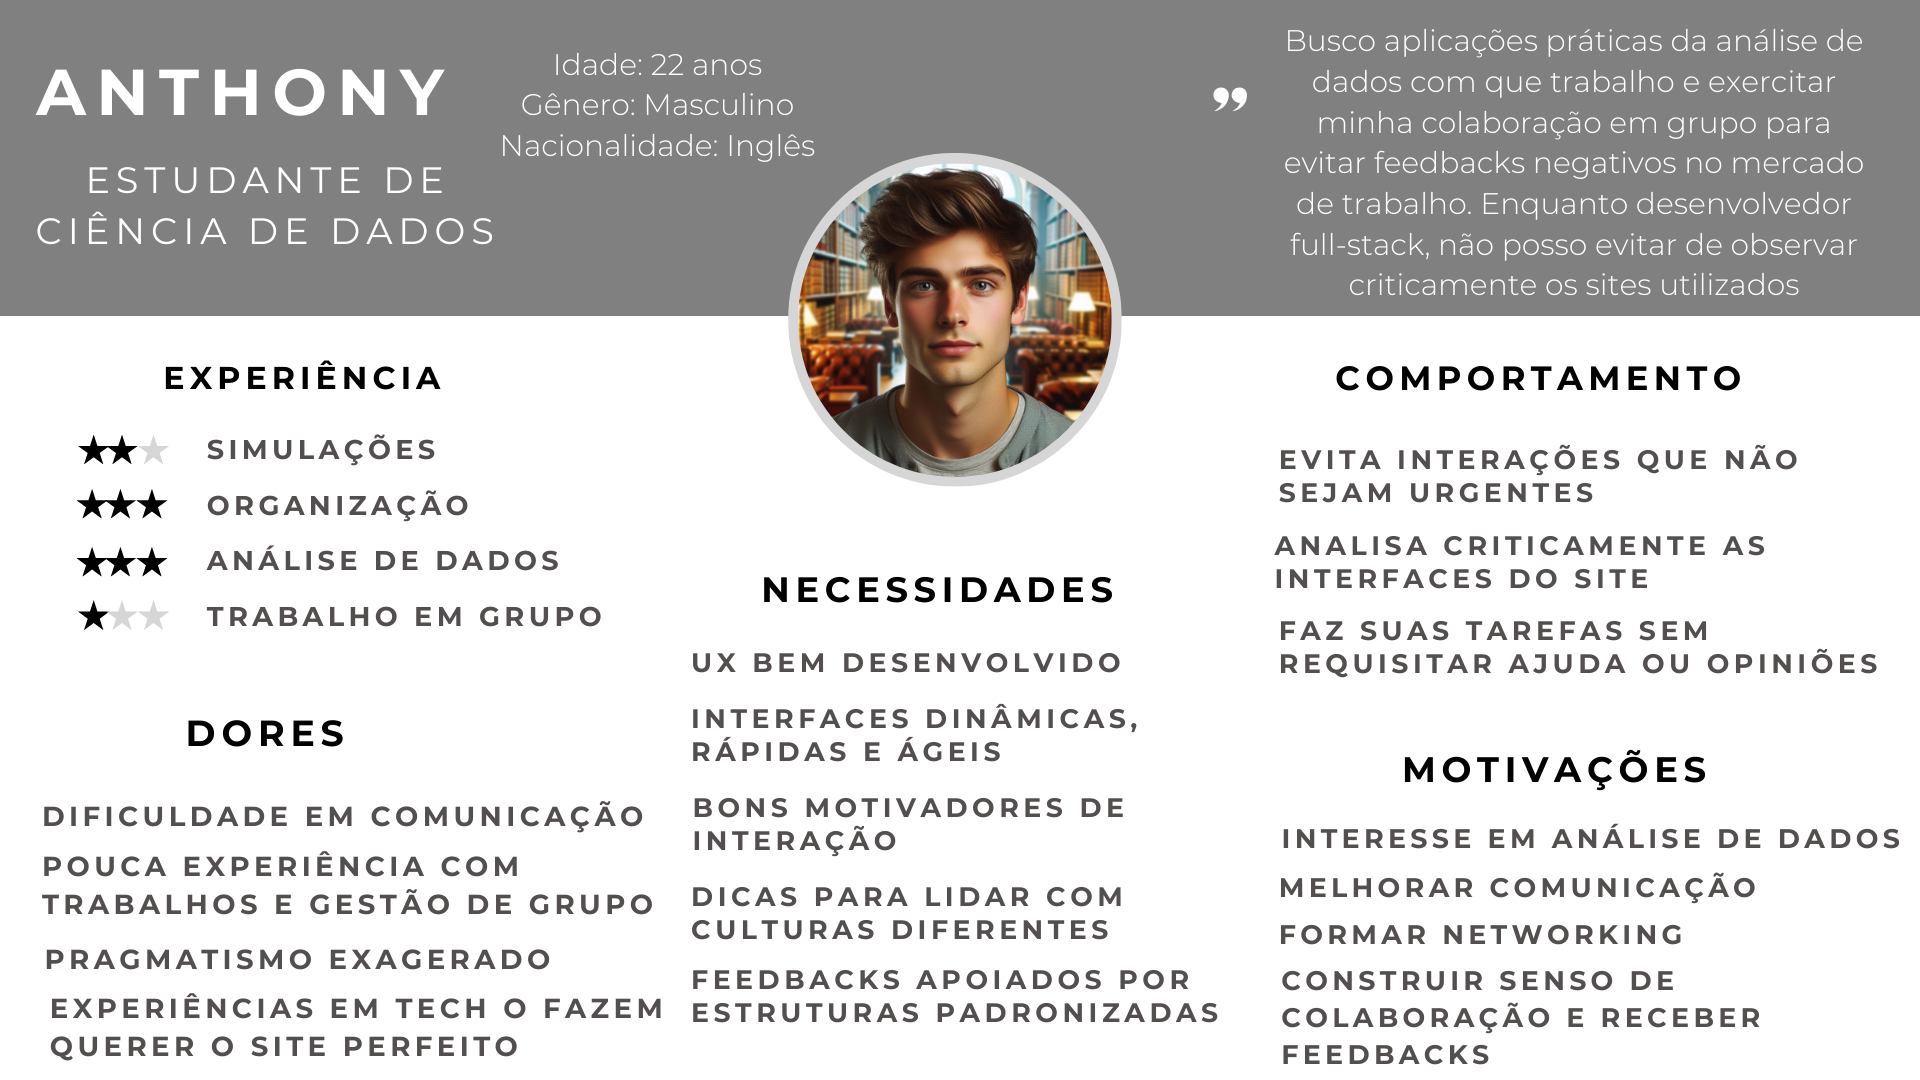 ANTHONY
ESTUDANTE DE
CIÊNCIA DE DADOS
Idade: 22 anos
Gênero: Masculino
Nacionalidade: Inglês
”
Busco aplicações práticas da análise de
dados com que trabalho e exercitar
minha colaboração em grupo para
evitar feedbacks negativos no mercado
de trabalho. Enquanto desenvolvedor
full-stack, não posso evitar de observar
criticamente os sites utilizados
EXPERIÊNCIA
SIMULAÇÕES
ORGANIZAÇÃO
ANÁLISE DE DADOS
TRABALHO EM GRUPO
DORES
DIFICULDADE EM COMUNICAÇÃO
POUCA EXPERIÊNCIA COM
TRABALHOS E GESTÃO DE GRUPO
PRAGMATISMO EXAGERADO
EXPERIÊNCIAS EM TECH O FAZEM
QUERER O SITE PERFEITO
NECESSIDADES
UX BEM DESENVOLVIDO
INTERFACES DINÂMICAS,
RÁPIDAS E ÁGEIS
BONS MOTIVADORES DE
INTERAÇÃO
DICAS PARA LIDAR COM
CULTURAS DIFERENTES
FEEDBACKS APOIADOS POR
ESTRUTURAS PADRONIZADAS
COMPORTAMENTO
EVITA INTERAÇÕES QUE NÃO
SEJAM URGENTES
ANALISA CRITICAMENTE AS
INTERFACES DO SITE
FAZ SUAS TAREFAS SEM
REQUISITAR AJUDA OU OPINIÕES
MOTIVAÇÕES
INTERESSE EM ANÁLISE DE DADOS
MELHORAR COMUNICAÇÃO
FORMAR NETWORKING
CONSTRUIR SENSO DE
COLABORAÇÃO E RECEBER
FEEDBACKS